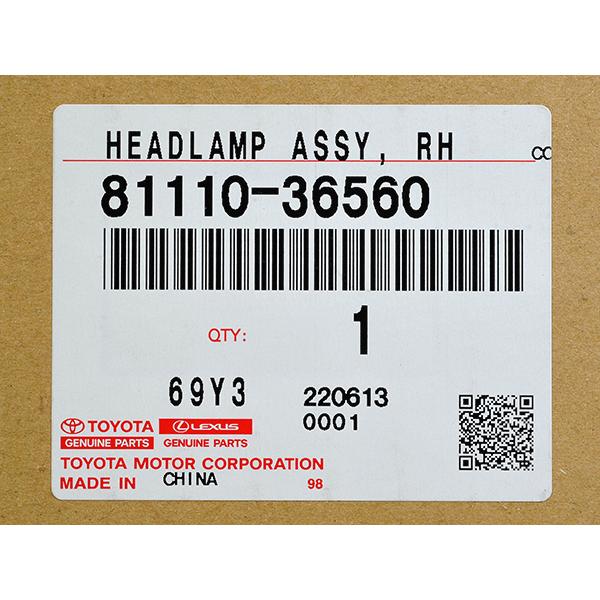 HEADLAMP ASSY, RH
81110-36560
QTY: 1
69Y3 220613
0001
TOYOTA LEXUS
GENUINE PARTS GENUINE PARTS
TOYOTA MOTOR CORPORATION
MADE IN CHINA 98